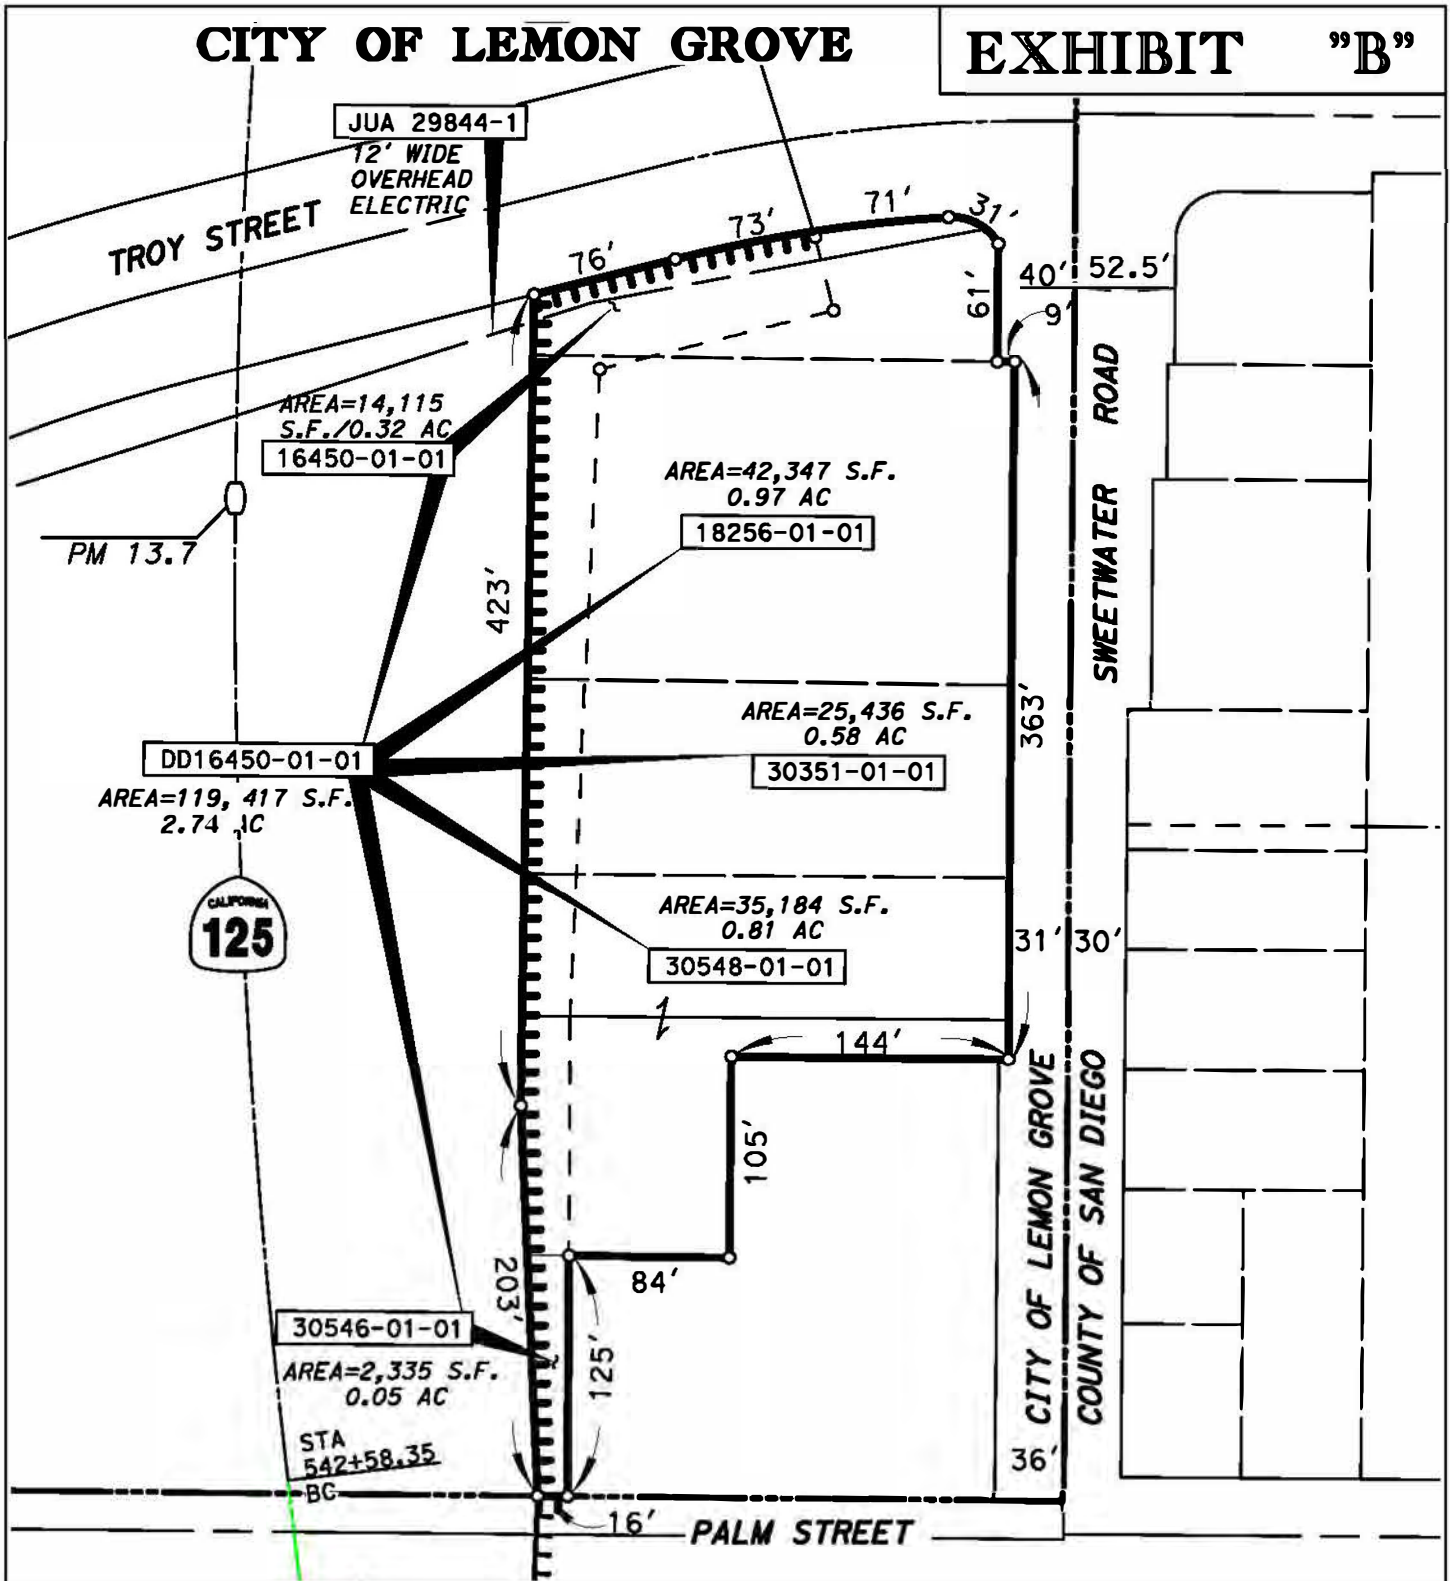 CITY OF LEMON GROVE
EXHIBIT "B"
JUA 29844-1
12' WIDE
OVERHEAD
ELECTRIC
TROY STREET
76'
73'
71'
31'
61'
40'
52.5'
9'
AREA=14,115
S.F./0.32 AC
16450-01-01
PM 13.7
AREA=42,347 S.F.
0.97 AC
18256-01-01
SWEETWATER ROAD
423'
363'
AREA=25,436 S.F.
0.58 AC
30351-01-01
DD16450-01-01
AREA=119, 417 S.F.
2.74 AC
CALIFORNIA
125
AREA=35,184 S.F.
0.81 AC
30548-01-01
31'
30'
144'
105'
CITY OF LEMON GROVE
COUNTY OF SAN DIEGO
203'
84'
125'
30546-01-01
AREA=2,335 S.F.
0.05 AC
STA
542+58.35
BC
36'
16'
PALM STREET